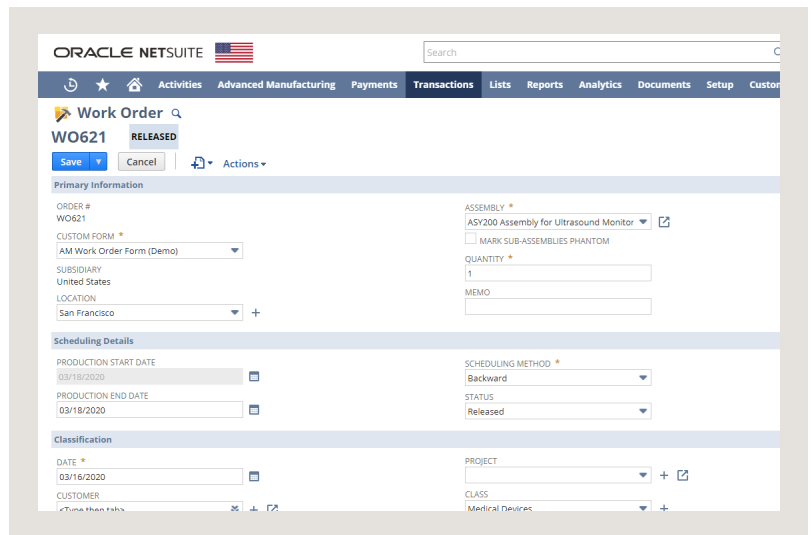 ORACLE NETSUITE
Search
Activities Advanced Manufacturing Payments Transactions Lists Reports Analytics Documents Setup Custom
Work Order
WO621 RELEASED
Save Cancel Actions
Primary Information
ORDER #
WO621
CUSTOM FORM *
AM Work Order Form (Demo)
SUBSIDIARY
United States
LOCATION
San Francisco
ASSEMBLY *
ASY200 Assembly for Ultrasound Monitor
MARK SUB-ASSEMBLIES PHANTOM
QUANTITY *
1
MEMO
Scheduling Details
PRODUCTION START DATE
03/18/2020
PRODUCTION END DATE
03/18/2020
SCHEDULING METHOD *
Backward
STATUS
Released
Classification
DATE *
03/16/2020
CUSTOMER
<Type then tab>
PROJECT
CLASS
Medical Devices